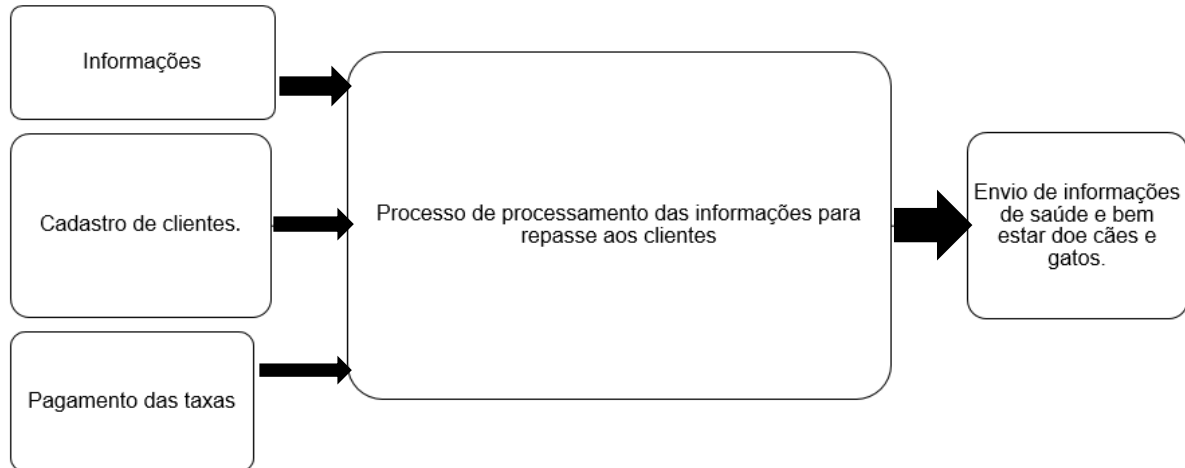 Informações
Cadastro de clientes.
Pagamento das taxas
Processo de processamento das informações para
repasse aos clientes
Envio de informações
de saúde e bem
estar doe cães e
gatos.